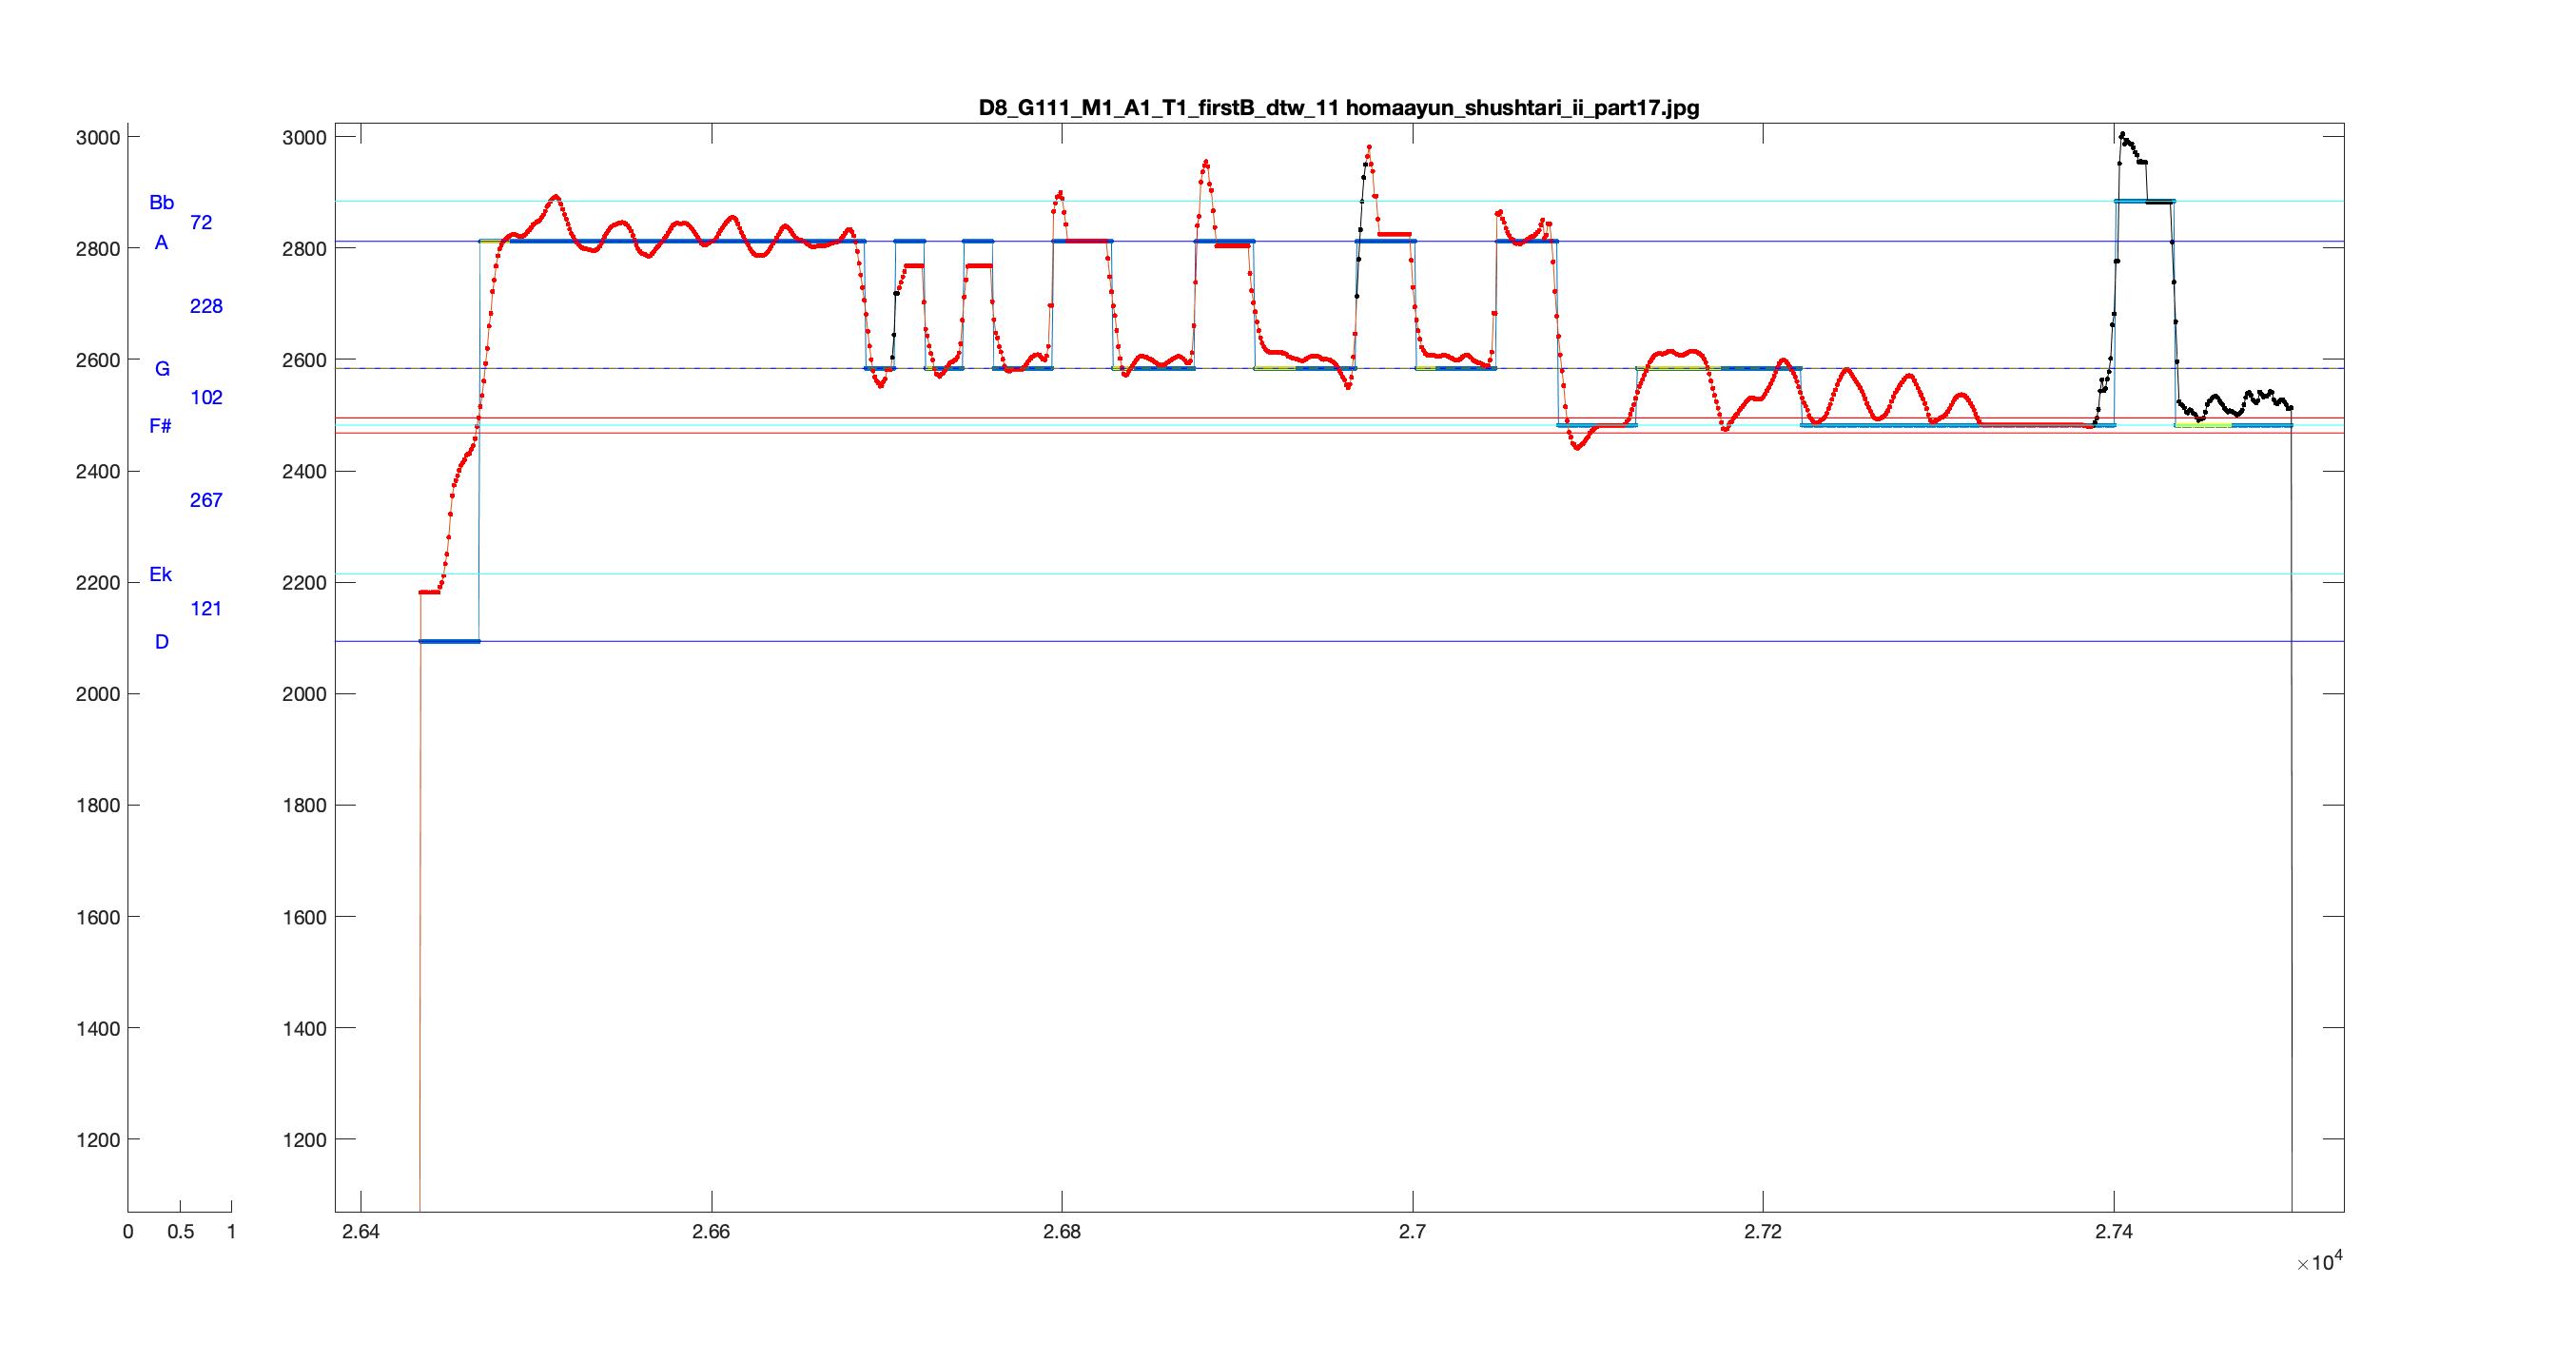 D8_G111_M1_A1_T1_firstB_dtw_11 homaayun_shushtari_ii_part17.jpg
3000 3000
Bb
72
A
2800 2800
228
2600 2600
G
102
F#
2400 2400
267
2200 Ek 2200
121
D
2000 2000
1800 1800
1600 1600
1400 1400
1200 1200
0 0.5 1 2.64 2.66 2.68 2.7 2.72 2.74
×10^4